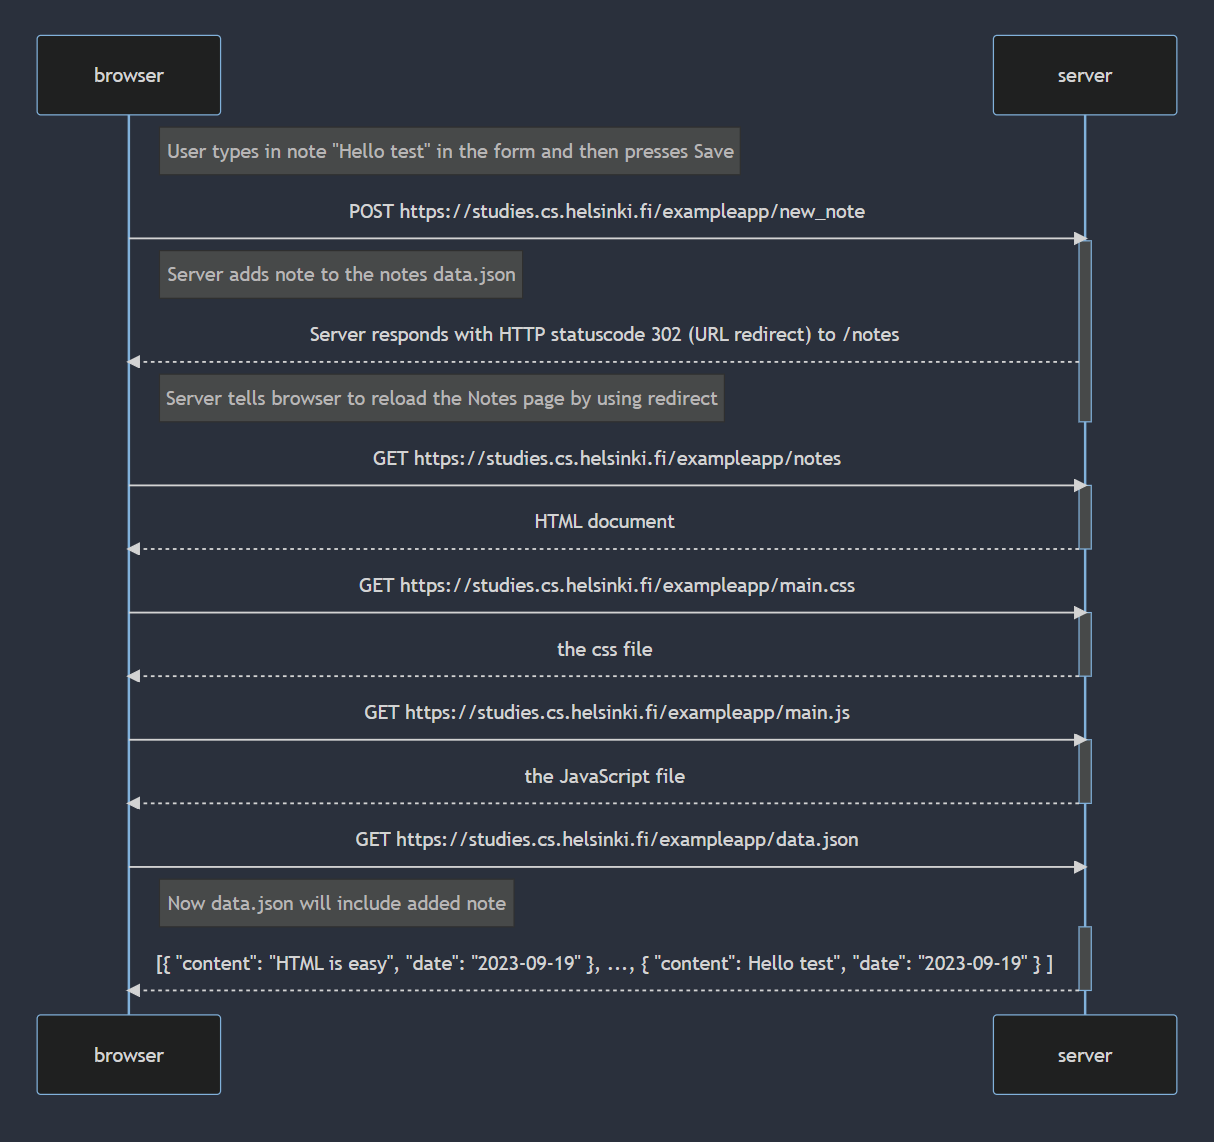 browser
server
User types in note "Hello test" in the form and then presses Save
POST https://studies.cs.helsinki.fi/exampleapp/new_note
Server adds note to the notes data.json
Server responds with HTTP statuscode 302 (URL redirect) to /notes
Server tells browser to reload the Notes page by using redirect
GET https://studies.cs.helsinki.fi/exampleapp/notes
HTML document
GET https://studies.cs.helsinki.fi/exampleapp/main.css
the css file
GET https://studies.cs.helsinki.fi/exampleapp/main.js
the JavaScript file
GET https://studies.cs.helsinki.fi/exampleapp/data.json
Now data.json will include added note
[{ "content": "HTML is easy", "date": "2023-09-19" }, ..., { "content": Hello test", "date": "2023-09-19" } ]
browser
server